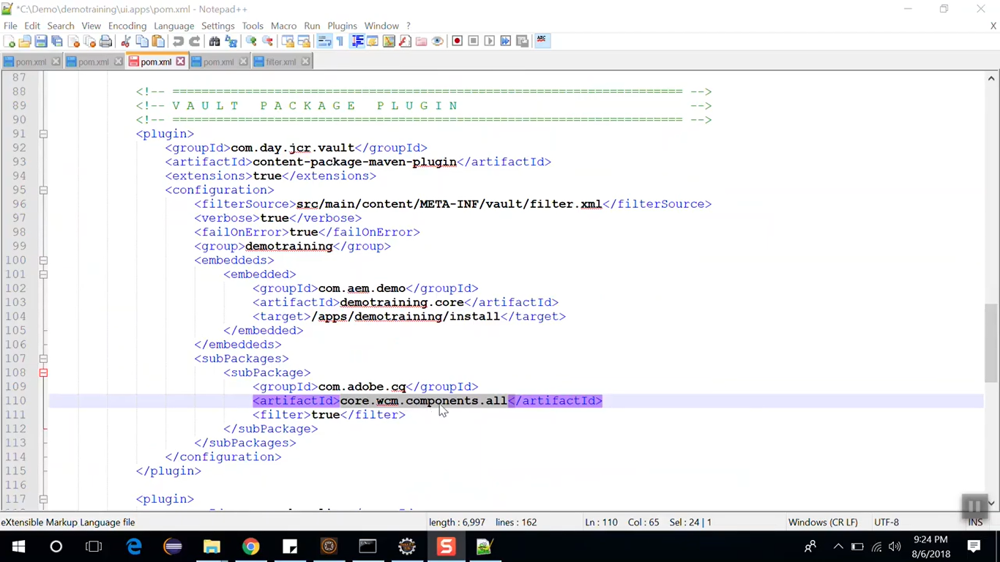 *C:\Demo\demotraining\ui.apps\pom.xml - Notepad++
File Edit Search View Encoding Language Settings Tools Macro Run Plugins Window ? X
pom.xml pom.xml pom.xml pom.xml filter.xml
87
88 <!-- ====================================================================== -->
89 <!-- V A U L T   P A C K A G E   P L U G I N -->
90 <!-- ====================================================================== -->
91 <plugin>
92 <groupId>com.day.jcr.vault</groupId>
93 <artifactId>content-package-maven-plugin</artifactId>
94 <extensions>true</extensions>
95 <configuration>
96 <filterSource>src/main/content/META-INF/vault/filter.xml</filterSource>
97 <verbose>true</verbose>
98 <failOnError>true</failOnError>
99 <group>demotraining</group>
100 <embeddeds>
101 <embedded>
102 <groupId>com.aem.demo</groupId>
103 <artifactId>demotraining.core</artifactId>
104 <target>/apps/demotraining/install</target>
105 </embedded>
106 </embeddeds>
107 <subPackages>
108 <subPackage>
109 <groupId>com.adobe.cq</groupId>
110 <artifactId>core.wcm.components.all</artifactId>
111 <filter>true</filter>
112 </subPackage>
113 </subPackages>
114 </configuration>
115 </plugin>
116
117 <plugin>
eXtensible Markup Language file length : 6,997 lines : 162 Ln : 110 Col : 65 Sel : 24 | 1 Windows (CR LF) UTF-8 INS
9:24 PM
8/6/2018